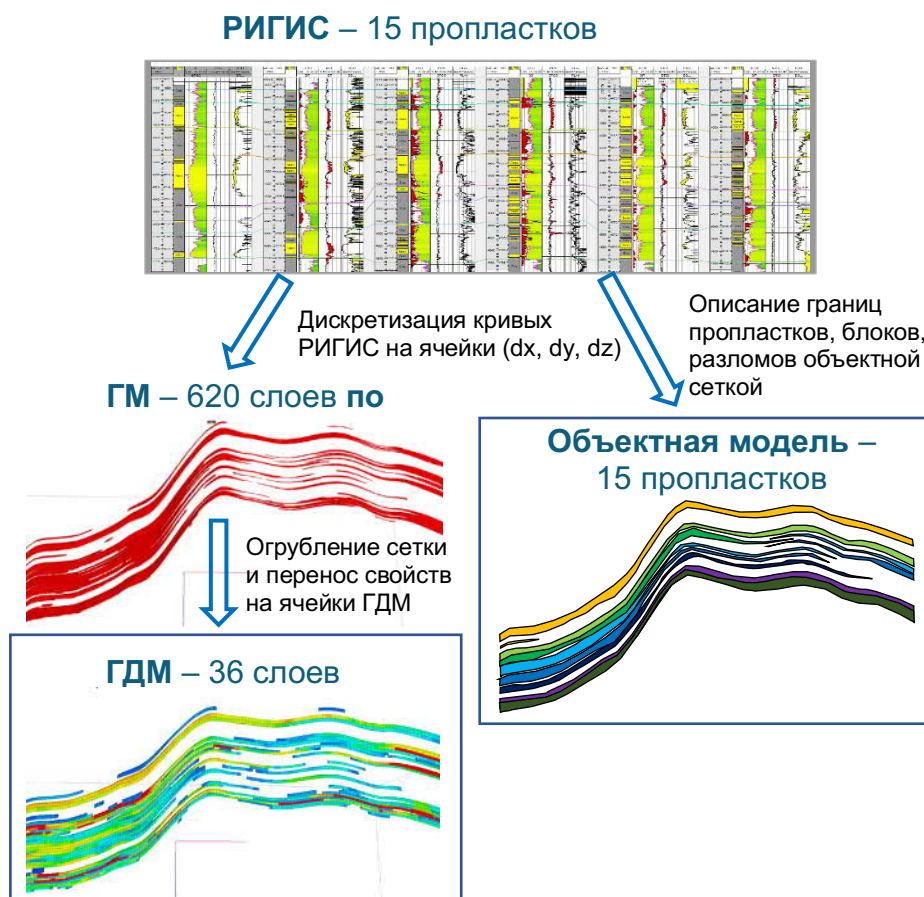 РИГИС – 15 пропластков
Дискретизация кривых
РИГИС на ячейки (dx, dy, dz)
Описание границ
пропластков, блоков,
разломов объектной
сеткой
ГМ – 620 слоев по
Объектная модель –
15 пропластков
Огрубление сетки
и перенос свойств
на ячейки ГДМ
ГДМ – 36 слоев